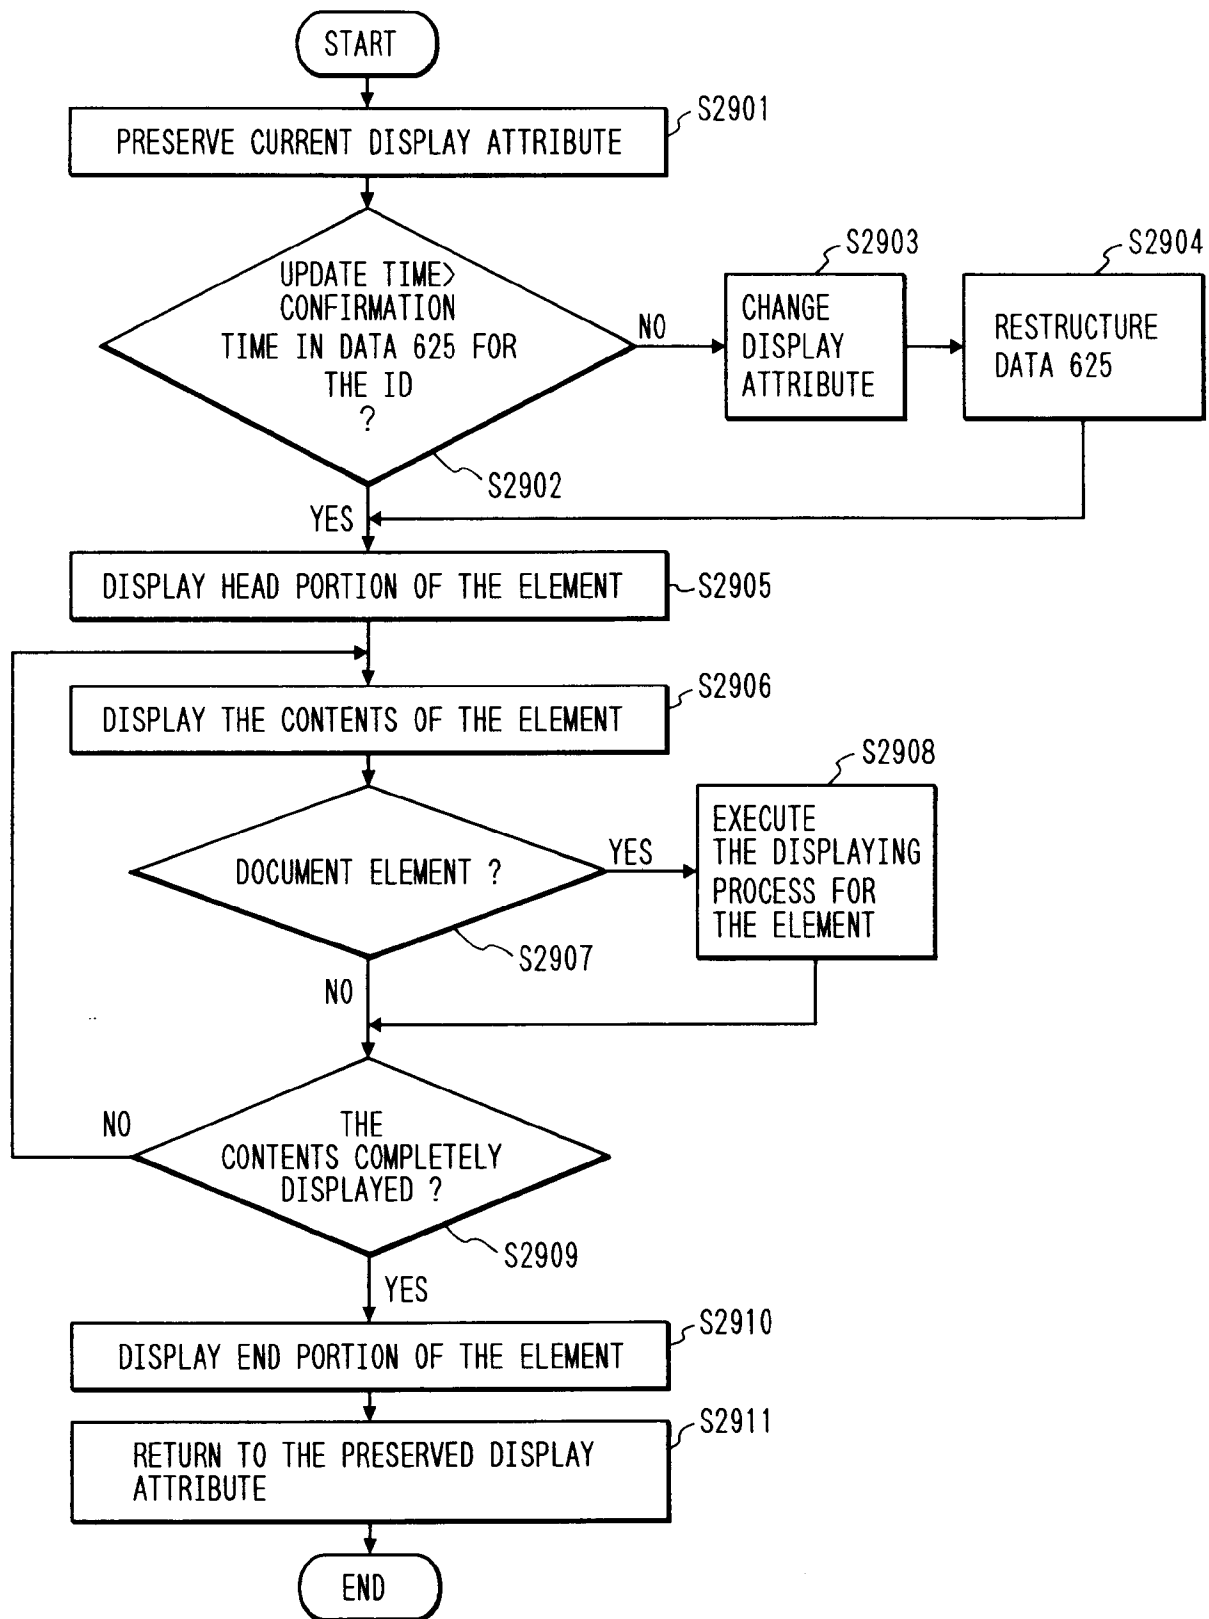 START
S2901
PRESERVE CURRENT DISPLAY ATTRIBUTE
UPDATE TIME>
CONFIRMATION
TIME IN DATA 625 FOR
THE ID
?
S2902
NO
S2903
CHANGE
DISPLAY
ATTRIBUTE
S2904
RESTRUCTURE
DATA 625
YES
DISPLAY HEAD PORTION OF THE ELEMENT
S2905
S2906
DISPLAY THE CONTENTS OF THE ELEMENT
DOCUMENT ELEMENT ?
S2907
YES
S2908
EXECUTE
THE DISPLAYING
PROCESS FOR
THE ELEMENT
NO
THE
CONTENTS COMPLETELY
DISPLAYED ?
S2909
NO
YES
S2910
DISPLAY END PORTION OF THE ELEMENT
S2911
RETURN TO THE PRESERVED DISPLAY
ATTRIBUTE
END